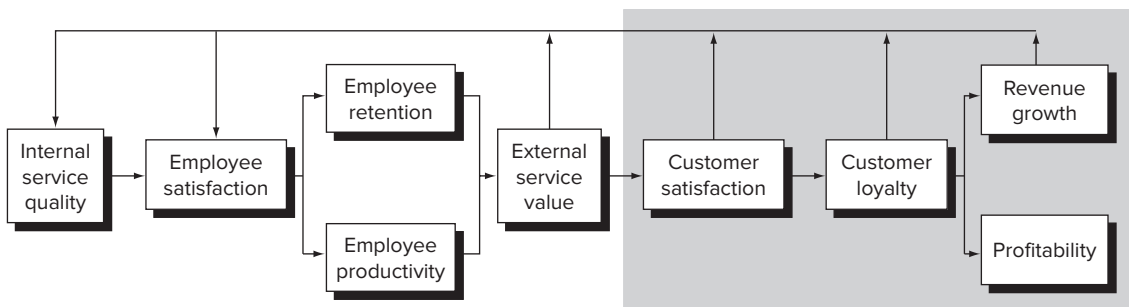 Internal
service
quality
Employee
satisfaction
Employee
retention
Employee
productivity
External
service
value
Customer
satisfaction
Customer
loyalty
Revenue
growth
Profitability